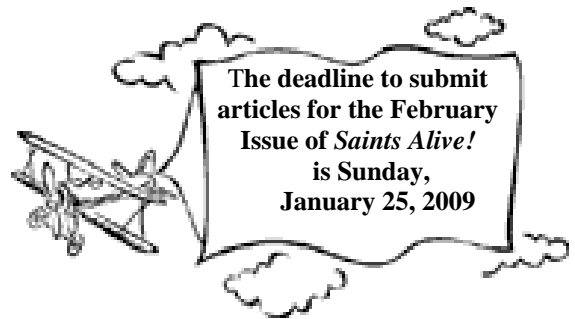 The deadline to submit
articles for the February
Issue of Saints Alive!
is Sunday,
January 25, 2009